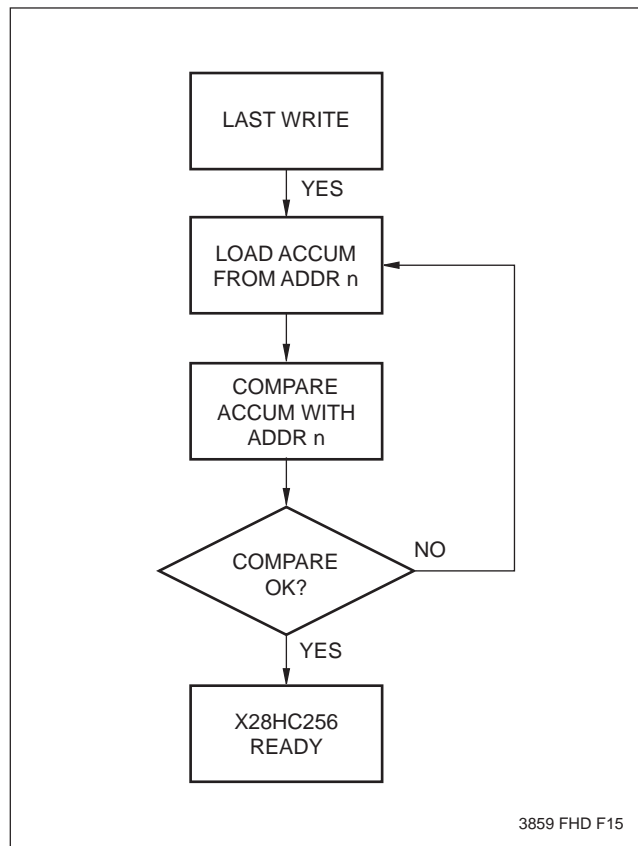 LAST WRITE
YES
LOAD ACCUM
FROM ADDR n
COMPARE
ACCUM WITH
ADDR n
COMPARE
OK?
NO
YES
X28HC256
READY
3859 FHD F15